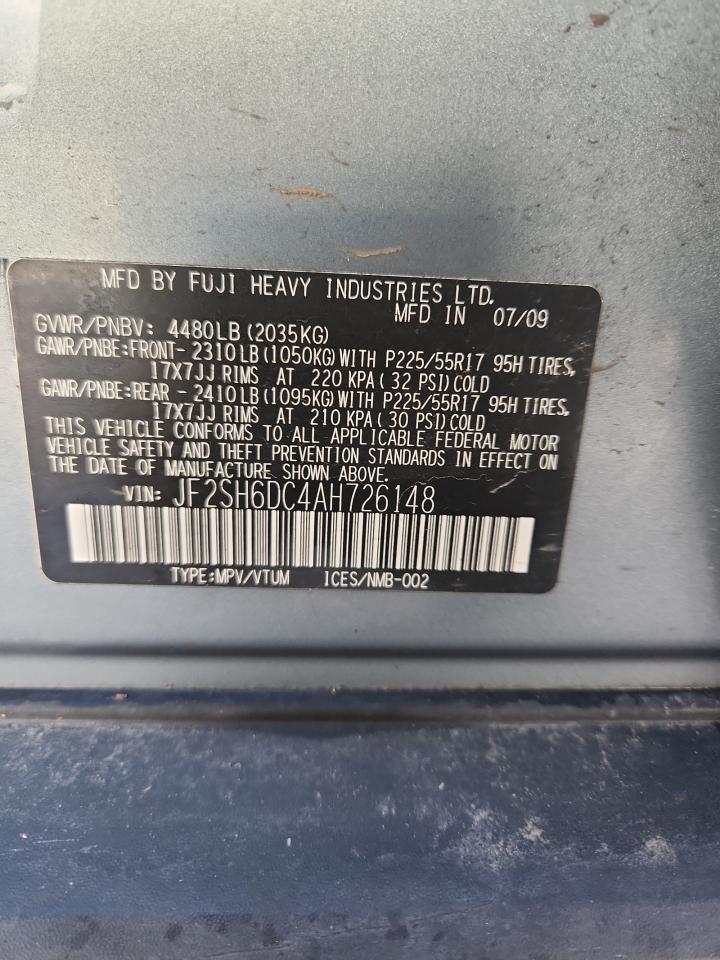 MFD BY FUJI HEAVY INDUSTRIES LTD.
MFD IN 07/09
GVWR/PNBV: 4480LB (2035KG)
GAWR/PNBE:FRONT- 2310LB (1050KG) WITH P225/55R17 95H TIRES,
17X7JJ RIMS AT 220 KPA ( 32 PSI) COLD
GAWR/PNBE:REAR - 2410LB (1095KG) WITH P225/55R17 95H TIRES,
17X7JJ RIMS AT 210 KPA ( 30 PSI) COLD
THIS VEHICLE CONFORMS TO ALL APPLICABLE FEDERAL MOTOR
VEHICLE SAFETY AND THEFT PREVENTION STANDARDS IN EFFECT ON
THE DATE OF MANUFACTURE SHOWN ABOVE.
VIN: JF2SH6DC4AH726148
TYPE:MPV/VTUM ICES/NMB-002